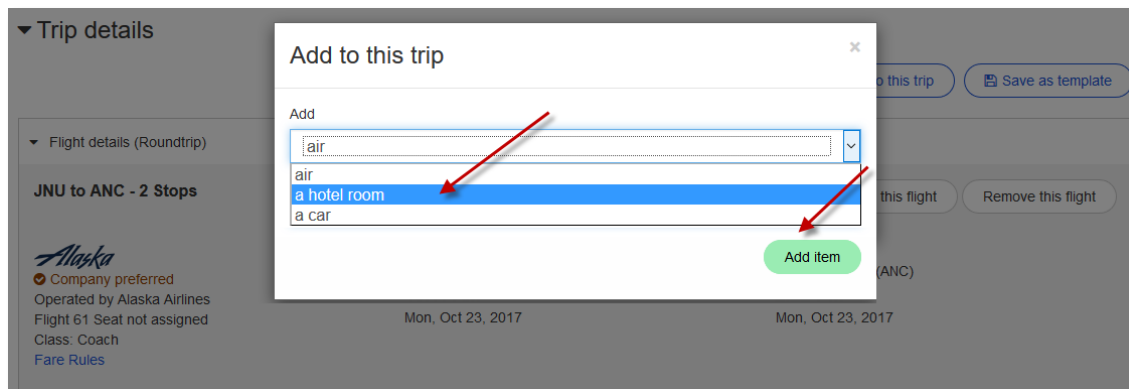 Trip details
Add to this trip
×
o this trip
Save as template
Add
air
air
a hotel room
a car
Add item
Flight details (Roundtrip)
JNU to ANC - 2 Stops
this flight
Remove this flight
Alaska
Company preferred
(ANC)
Operated by Alaska Airlines
Flight 61 Seat not assigned
Mon, Oct 23, 2017
Mon, Oct 23, 2017
Class: Coach
Fare Rules